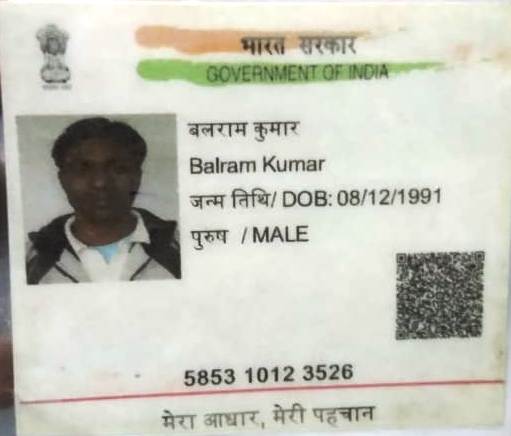 भारत सरकार
GOVERNMENT OF INDIA
बलराम कुमार
Balram Kumar
जन्म तिथि/ DOB: 08/12/1991
पुरुष / MALE
5853 1012 3526
मेरा आधार, मेरी पहचान